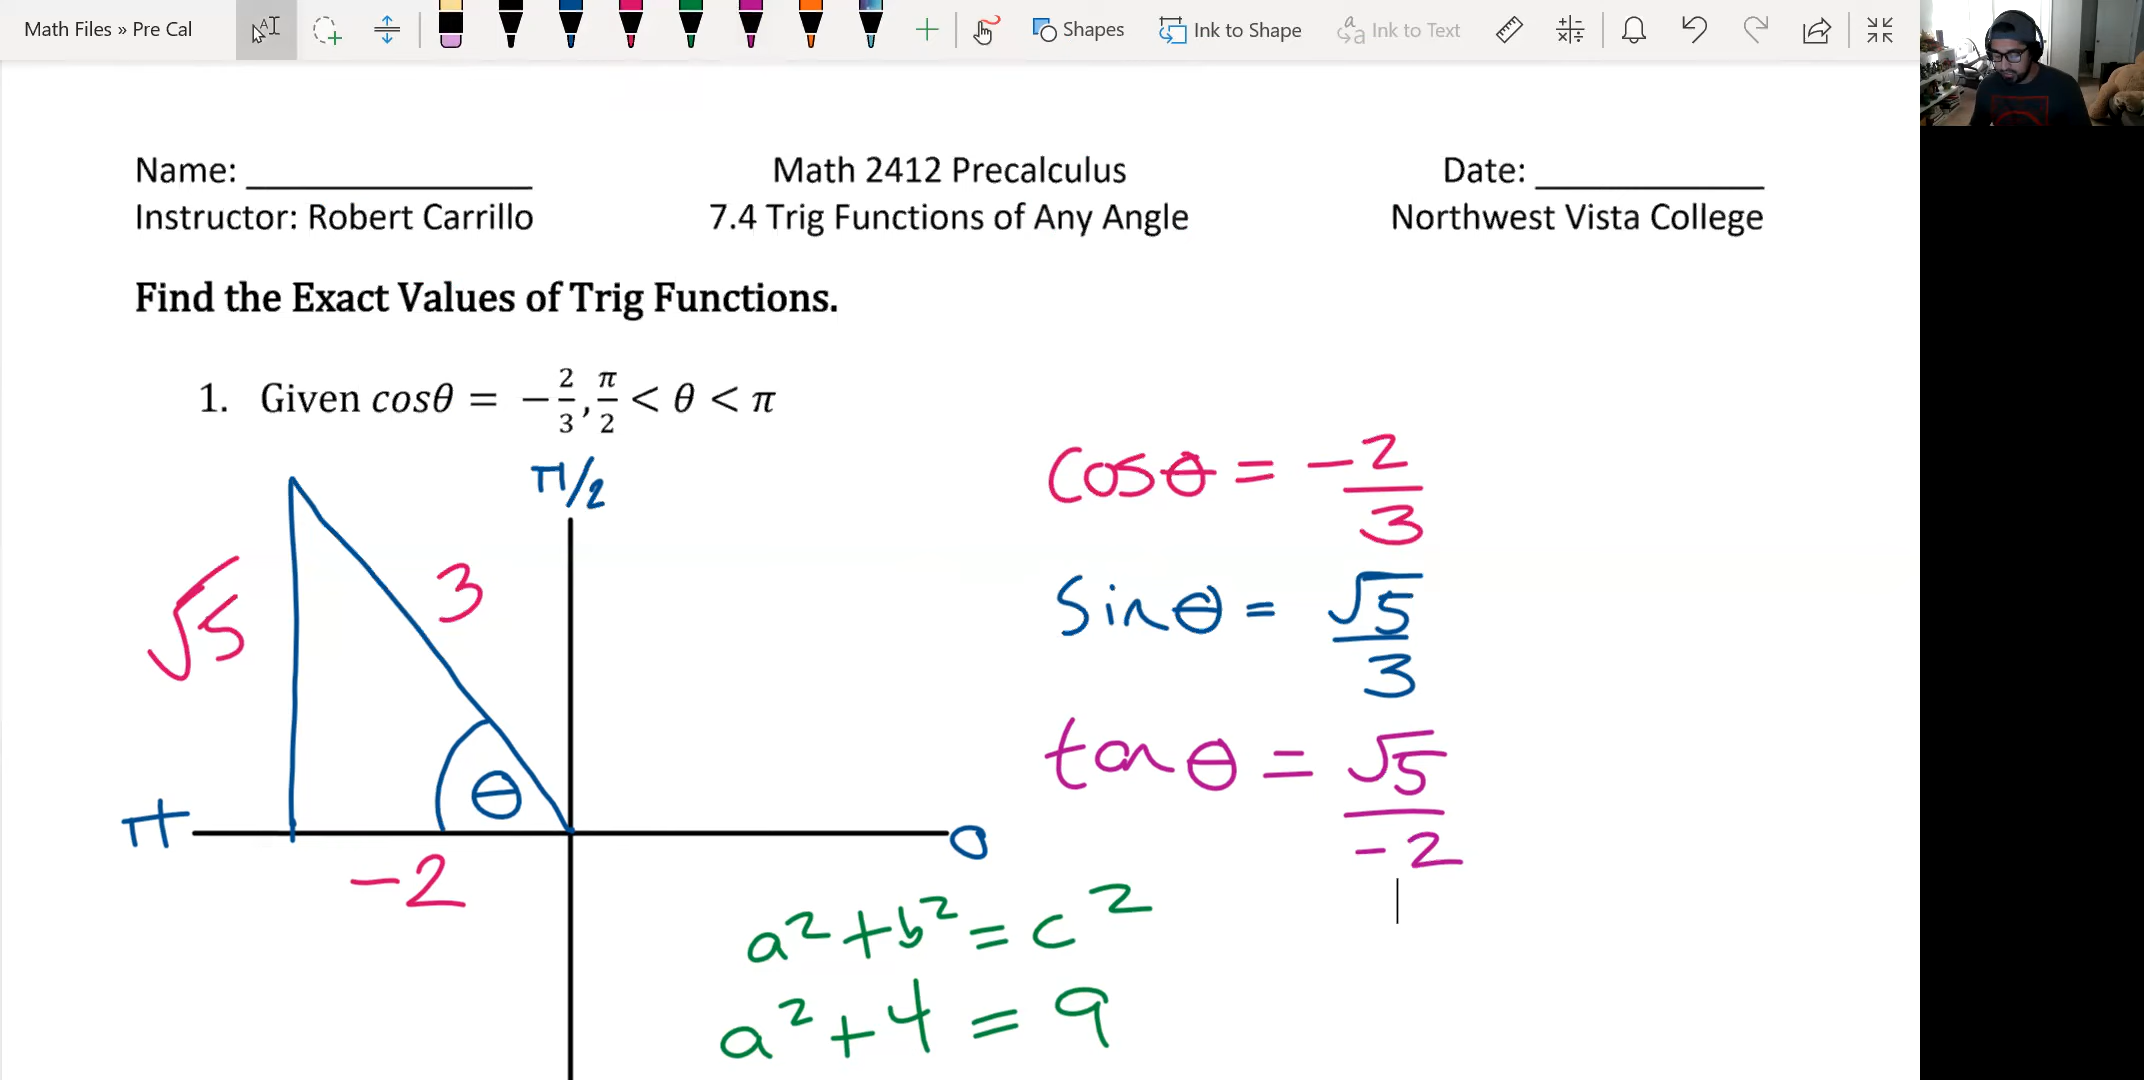 Math Files » Pre Cal
Shapes
Ink to Shape
Ink to Text
Name: _______________ Math 2412 Precalculus Date: ____________
Instructor: Robert Carrillo 7.4 Trig Functions of Any Angle Northwest Vista College
Find the Exact Values of Trig Functions.
1. Given cosθ = −2/3, π/2 < θ < π
π/2
√5
3
θ
π
0
-2
cosθ = -2/3
sinθ = √5/3
tanθ = √5/-2
a² + b² = c²
a² + 4 = 9